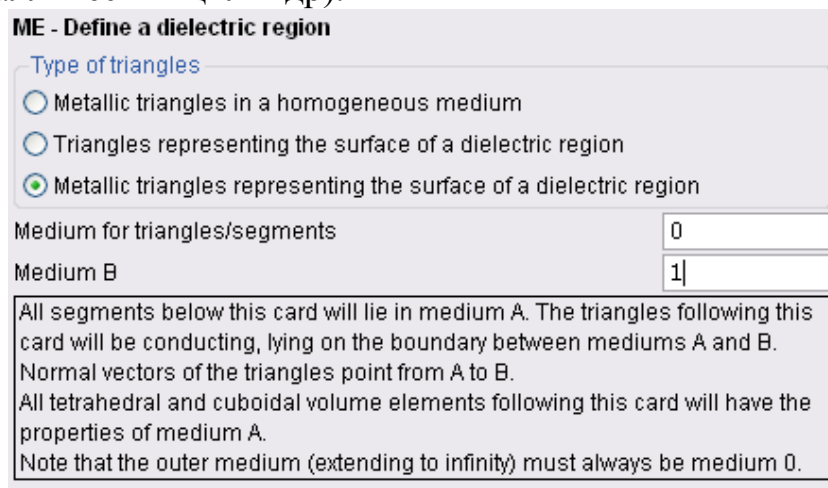 ME - Define a dielectric region
Type of triangles
Metallic triangles in a homogeneous medium
Triangles representing the surface of a dielectric region
Metallic triangles representing the surface of a dielectric region
Medium for triangles/segments 0
Medium B 1
All segments below this card will lie in medium A. The triangles following this
card will be conducting, lying on the boundary between mediums A and B.
Normal vectors of the triangles point from A to B.
All tetrahedral and cuboidal volume elements following this card will have the
properties of medium A.
Note that the outer medium (extending to infinity) must always be medium 0.